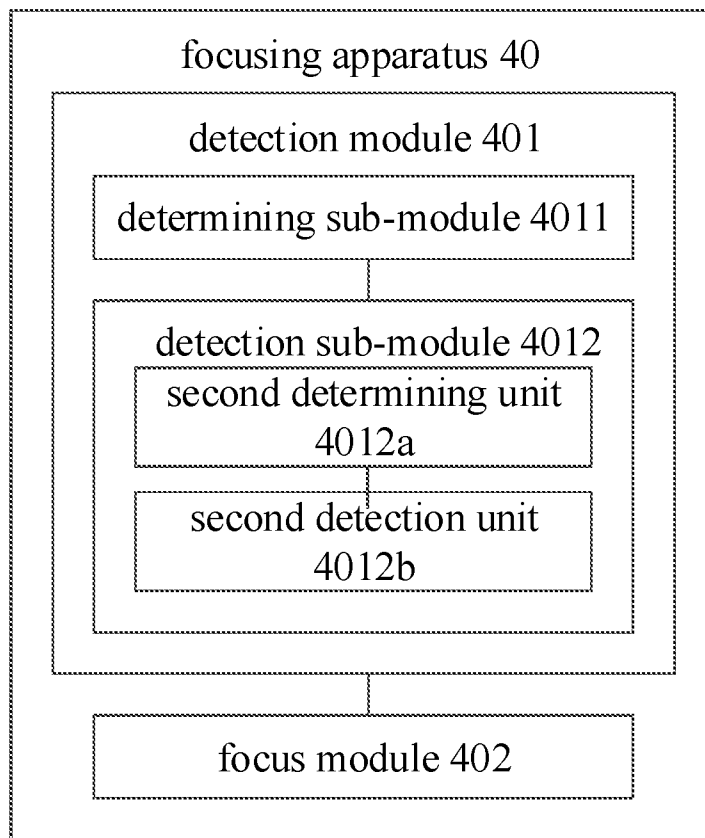 focusing apparatus 40
detection module 401
determining sub-module 4011
detection sub-module 4012
second determining unit
4012a
second detection unit
4012b
focus module 402